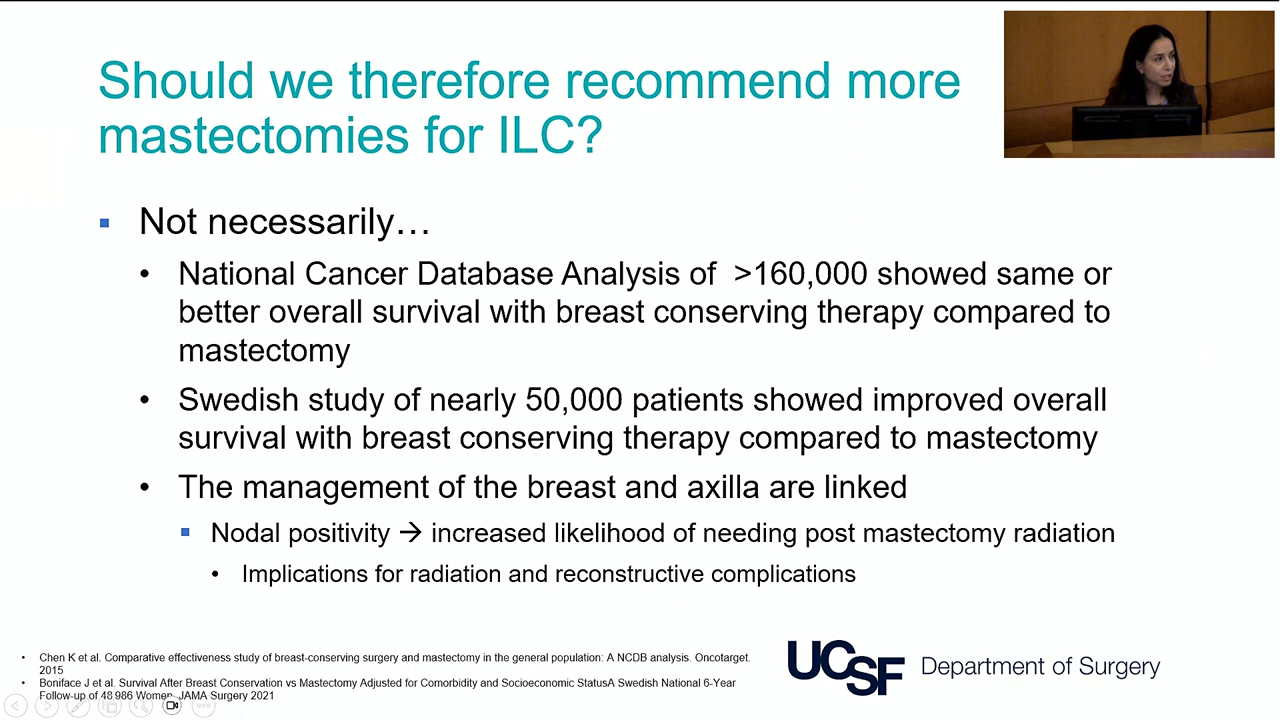 Should we therefore recommend more
mastectomies for ILC?
Not necessarily…
National Cancer Database Analysis of >160,000 showed same or
better overall survival with breast conserving therapy compared to
mastectomy
Swedish study of nearly 50,000 patients showed improved overall
survival with breast conserving therapy compared to mastectomy
The management of the breast and axilla are linked
Nodal positivity → increased likelihood of needing post mastectomy radiation
Implications for radiation and reconstructive complications
Chen K et al. Comparative effectiveness study of breast-conserving surgery and mastectomy in the general population: A NCDB analysis. Oncotarget.
2015
Boniface J et al. Survival After Breast Conservation vs Mastectomy Adjusted for Comorbidity and Socioeconomic StatusA Swedish National 6-Year
Follow-up of 48 986 Women. JAMA Surgery 2021
UCSF Department of Surgery